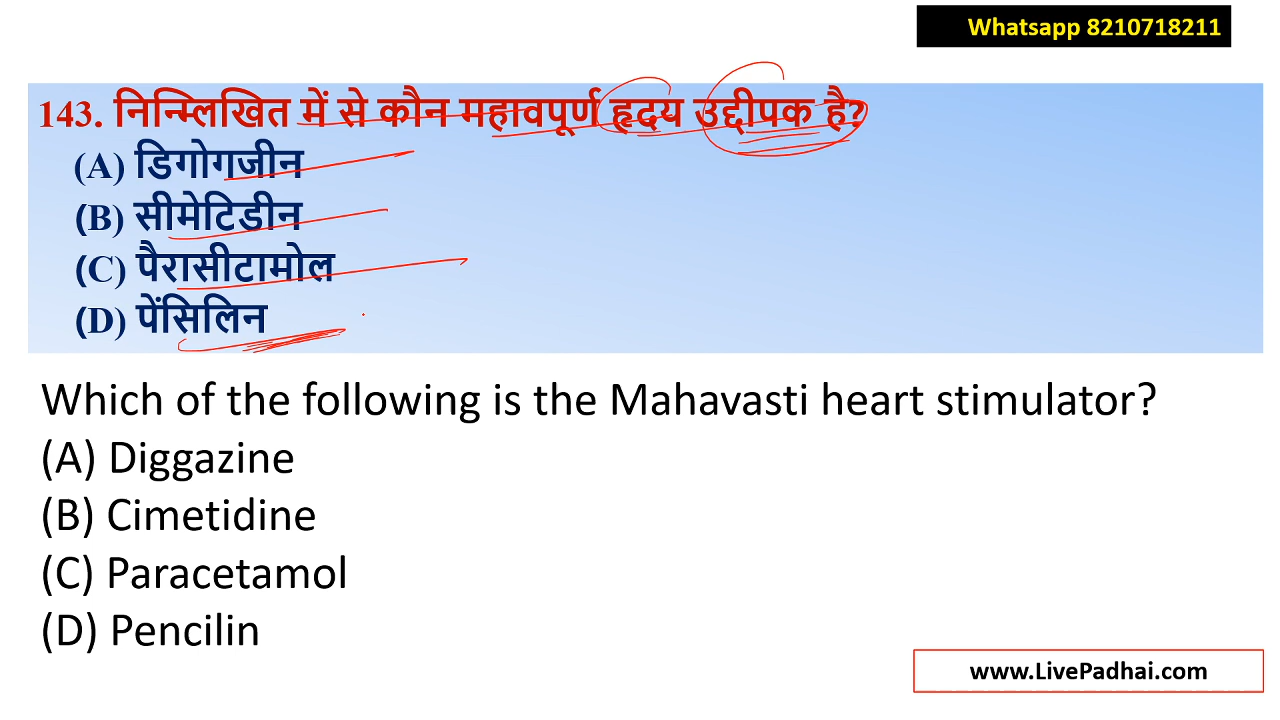 Whatsapp 8210718211
143. निन्म्लिखित में से कौन महावपूर्ण हृदय उद्दीपक है?
(A) डिगोगजीन
(B) सीमेटिडीन
(C) पैरासीटामोल
(D) पेंसिलिन
Which of the following is the Mahavasti heart stimulator?
(A) Diggazine
(B) Cimetidine
(C) Paracetamol
(D) Pencilin
www.LivePadhai.com